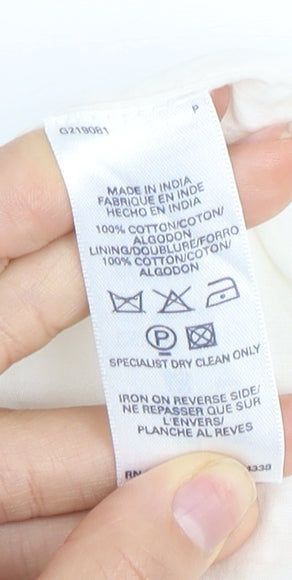 P
G219081
MADE IN INDIA
FABRIQUE EN INDE
HECHO EN INDIA
100% COTTON/COTON/
ALGODON
LINING/DOUBLURE/FORRO
100% COTTON/COTON/
ALGODON
P
SPECIALIST DRY CLEAN ONLY
IRON ON REVERSE SIDE/
NE REPASSER QUE SUR
L'ENVERS/
PLANCHE AL REVES
RN